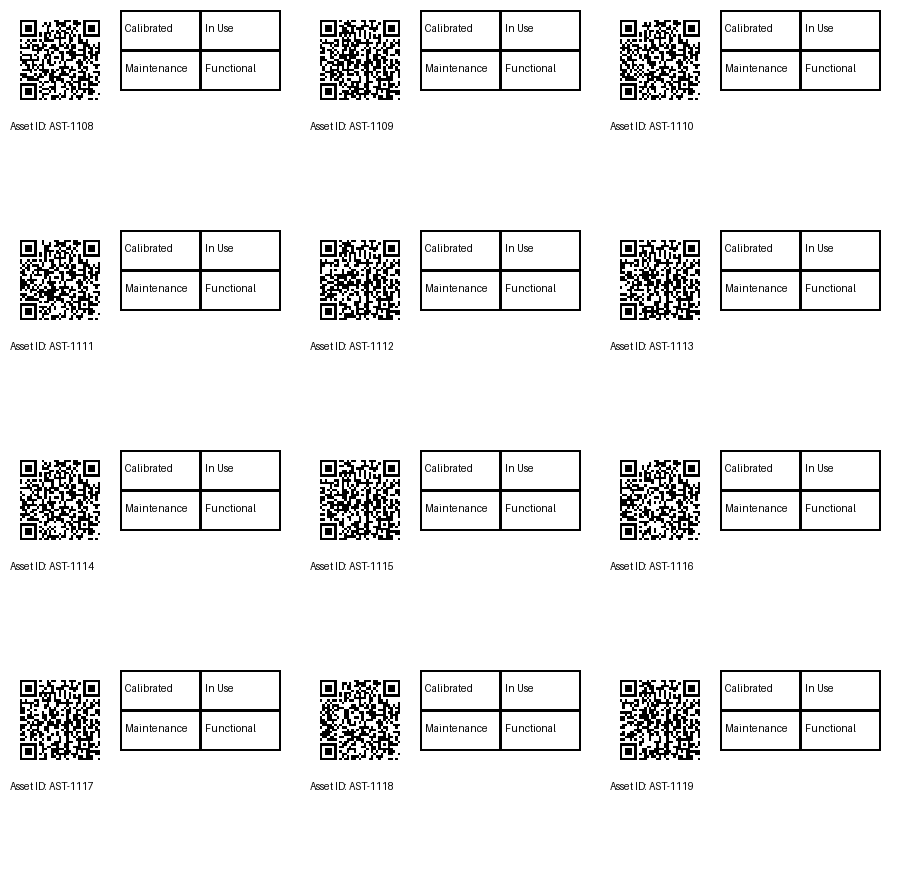 Calibrated In Use Calibrated In Use Calibrated In Use
Maintenance Functional Maintenance Functional Maintenance Functional
Asset ID: AST-1108 Asset ID: AST-1109 Asset ID: AST-1110
Calibrated In Use Calibrated In Use Calibrated In Use
Maintenance Functional Maintenance Functional Maintenance Functional
Asset ID: AST-1111 Asset ID: AST-1112 Asset ID: AST-1113
Calibrated In Use Calibrated In Use Calibrated In Use
Maintenance Functional Maintenance Functional Maintenance Functional
Asset ID: AST-1114 Asset ID: AST-1115 Asset ID: AST-1116
Calibrated In Use Calibrated In Use Calibrated In Use
Maintenance Functional Maintenance Functional Maintenance Functional
Asset ID: AST-1117 Asset ID: AST-1118 Asset ID: AST-1119